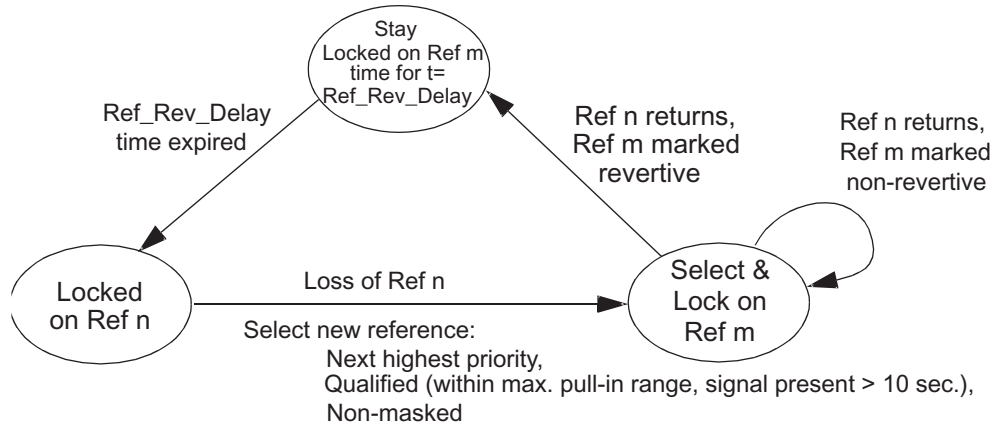 Stay
Locked on Ref m
time for t=
Ref_Rev_Delay
Ref_Rev_Delay
time expired
Ref n returns,
Ref m marked
revertive
Ref n returns,
Ref m marked
non-revertive
Locked
on Ref n
Loss of Ref n
Select new reference:
Next highest priority,
Qualified (within max. pull-in range, signal present > 10 sec.),
Non-masked
Select &
Lock on
Ref m